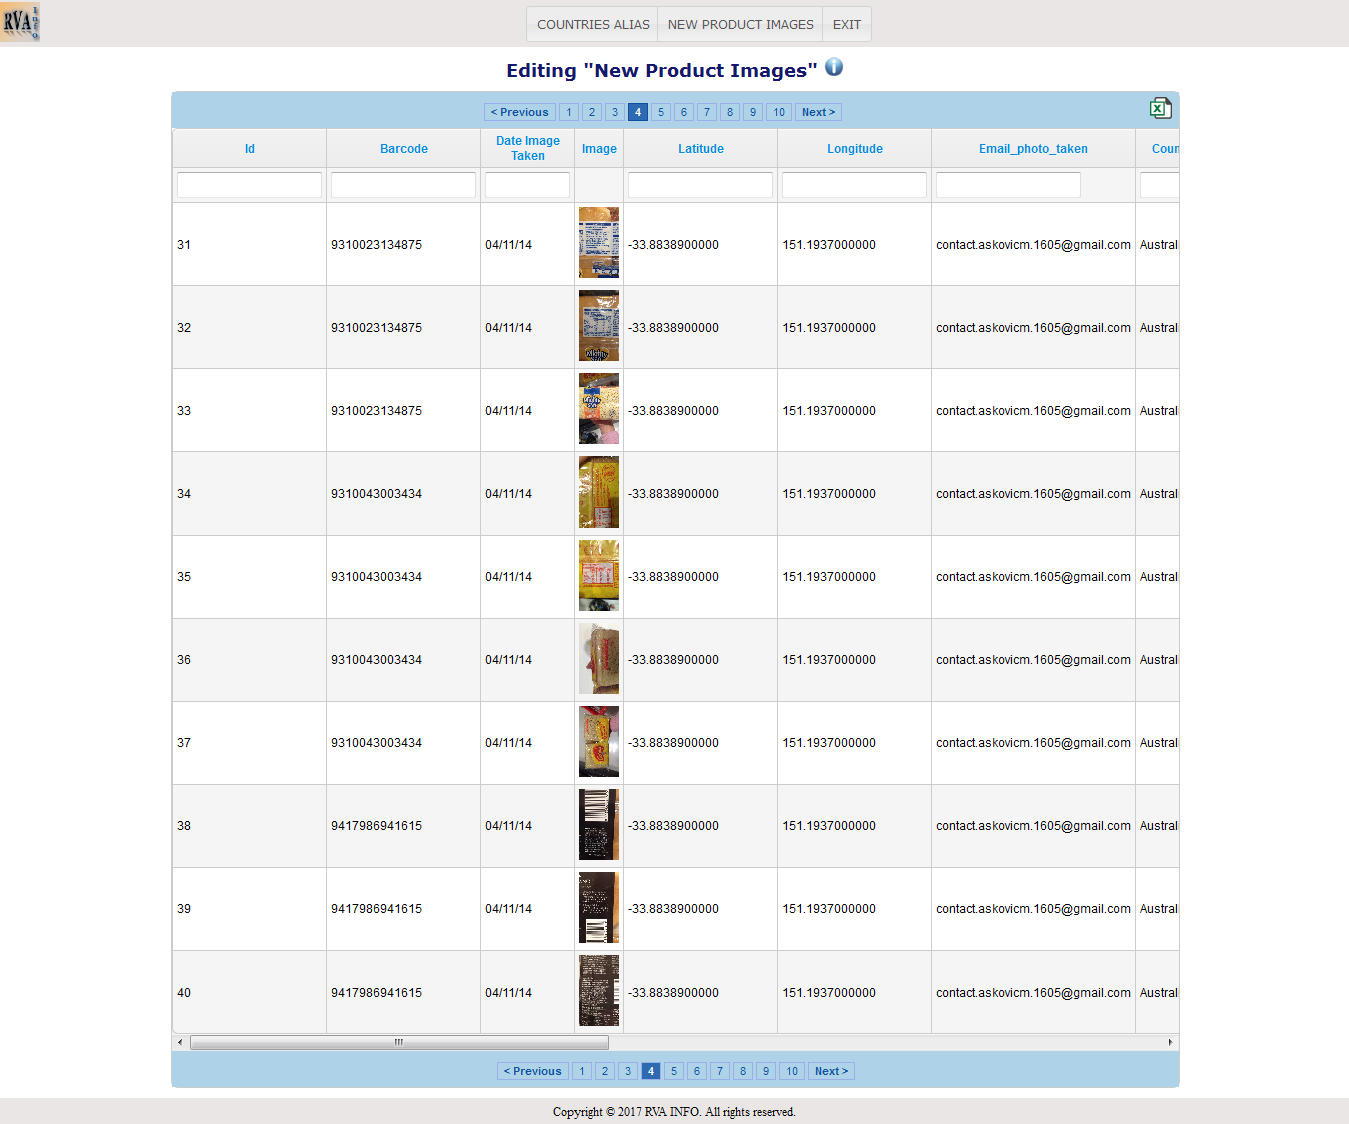 RVA Info
COUNTRIES ALIAS NEW PRODUCT IMAGES EXIT
Editing "New Product Images"
< Previous 1 2 3 4 5 6 7 8 9 10 Next >
Id Barcode Date Image Taken Image Latitude Longitude Email_photo_taken Coun
31 9310023134875 04/11/14 -33.8838900000 151.1937000000 contact.askovicm.1605@gmail.com Austral
32 9310023134875 04/11/14 -33.8838900000 151.1937000000 contact.askovicm.1605@gmail.com Austral
33 9310023134875 04/11/14 -33.8838900000 151.1937000000 contact.askovicm.1605@gmail.com Austral
34 9310043003434 04/11/14 -33.8838900000 151.1937000000 contact.askovicm.1605@gmail.com Austral
35 9310043003434 04/11/14 -33.8838900000 151.1937000000 contact.askovicm.1605@gmail.com Austral
36 9310043003434 04/11/14 -33.8838900000 151.1937000000 contact.askovicm.1605@gmail.com Austral
37 9310043003434 04/11/14 -33.8838900000 151.1937000000 contact.askovicm.1605@gmail.com Austral
38 9417986941615 04/11/14 -33.8838900000 151.1937000000 contact.askovicm.1605@gmail.com Austral
39 9417986941615 04/11/14 -33.8838900000 151.1937000000 contact.askovicm.1605@gmail.com Austral
40 9417986941615 04/11/14 -33.8838900000 151.1937000000 contact.askovicm.1605@gmail.com Austral
< Previous 1 2 3 4 5 6 7 8 9 10 Next >
Copyright © 2017 RVA INFO. All rights reserved.